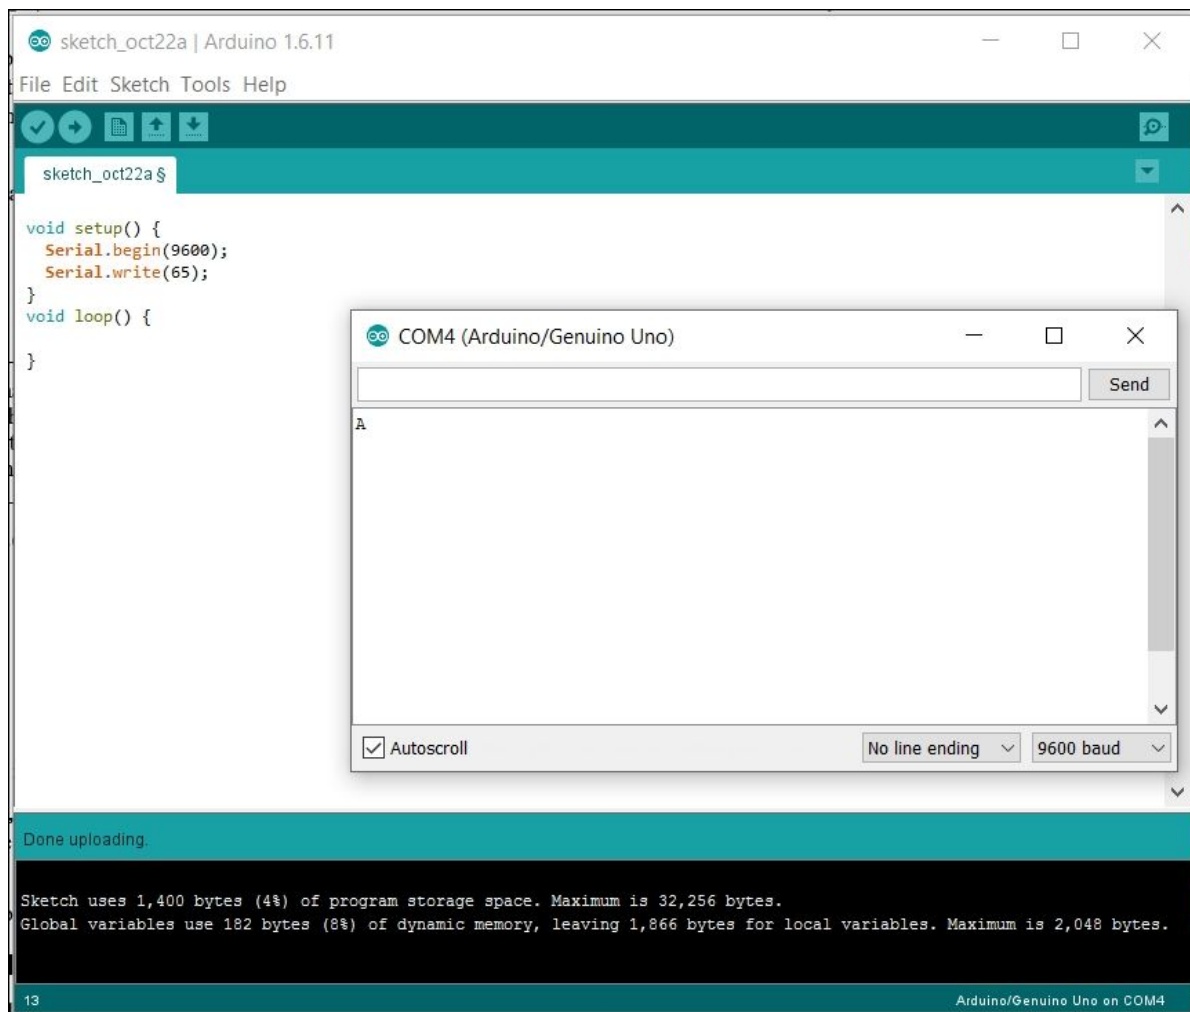 sketch_oct22a | Arduino 1.6.11
File Edit Sketch Tools Help
sketch_oct22a §
void setup() {
Serial.begin(9600);
Serial.write(65);
}
void loop() {
}
COM4 (Arduino/Genuino Uno)
Send
A
Autoscroll
No line ending
9600 baud
Done uploading.
Sketch uses 1,400 bytes (4%) of program storage space. Maximum is 32,256 bytes.
Global variables use 182 bytes (8%) of dynamic memory, leaving 1,866 bytes for local variables. Maximum is 2,048 bytes.
13
Arduino/Genuino Uno on COM4